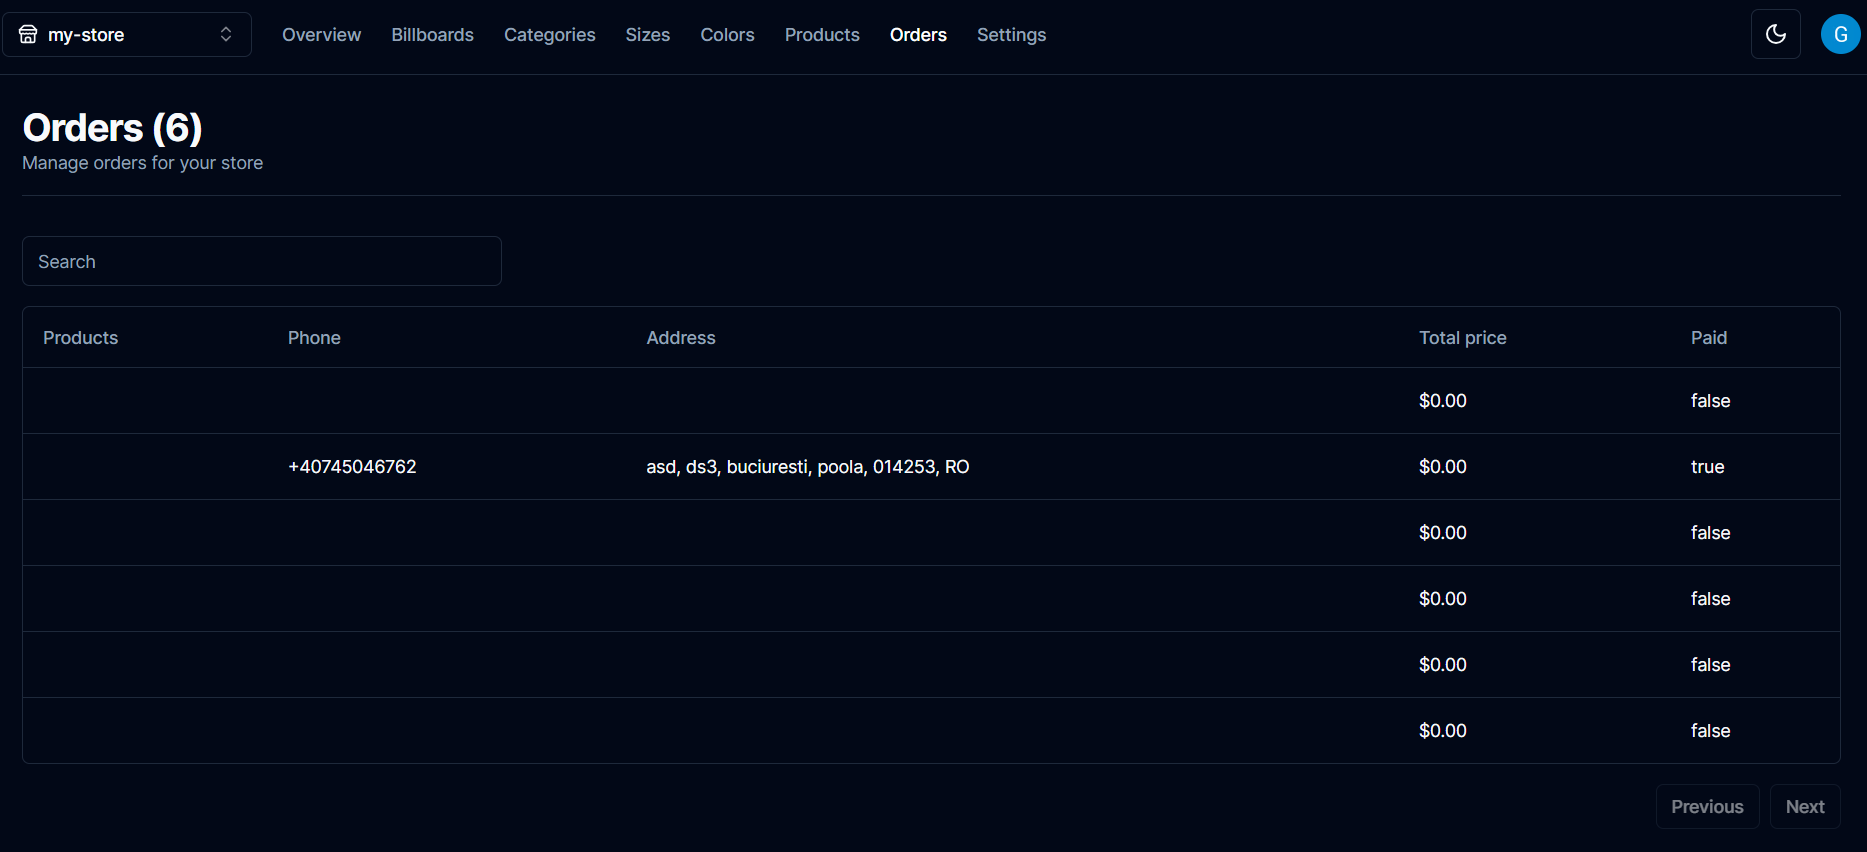 my-store Overview Billboards Categories Sizes Colors Products Orders Settings G
Orders (6)
Manage orders for your store
Search
Products Phone Address Total price Paid
$0.00 false
+40745046762 asd, ds3, buciuresti, poola, 014253, RO $0.00 true
$0.00 false
$0.00 false
$0.00 false
$0.00 false
Previous Next